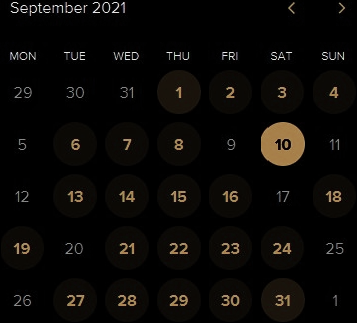 September 2021
MON TUE WED THU FRI SAT SUN
29 30 31 1 2 3 4
5 6 7 8 9 10 11
12 13 14 15 16 17 18
19 20 21 22 23 24 25
26 27 28 29 30 31 1